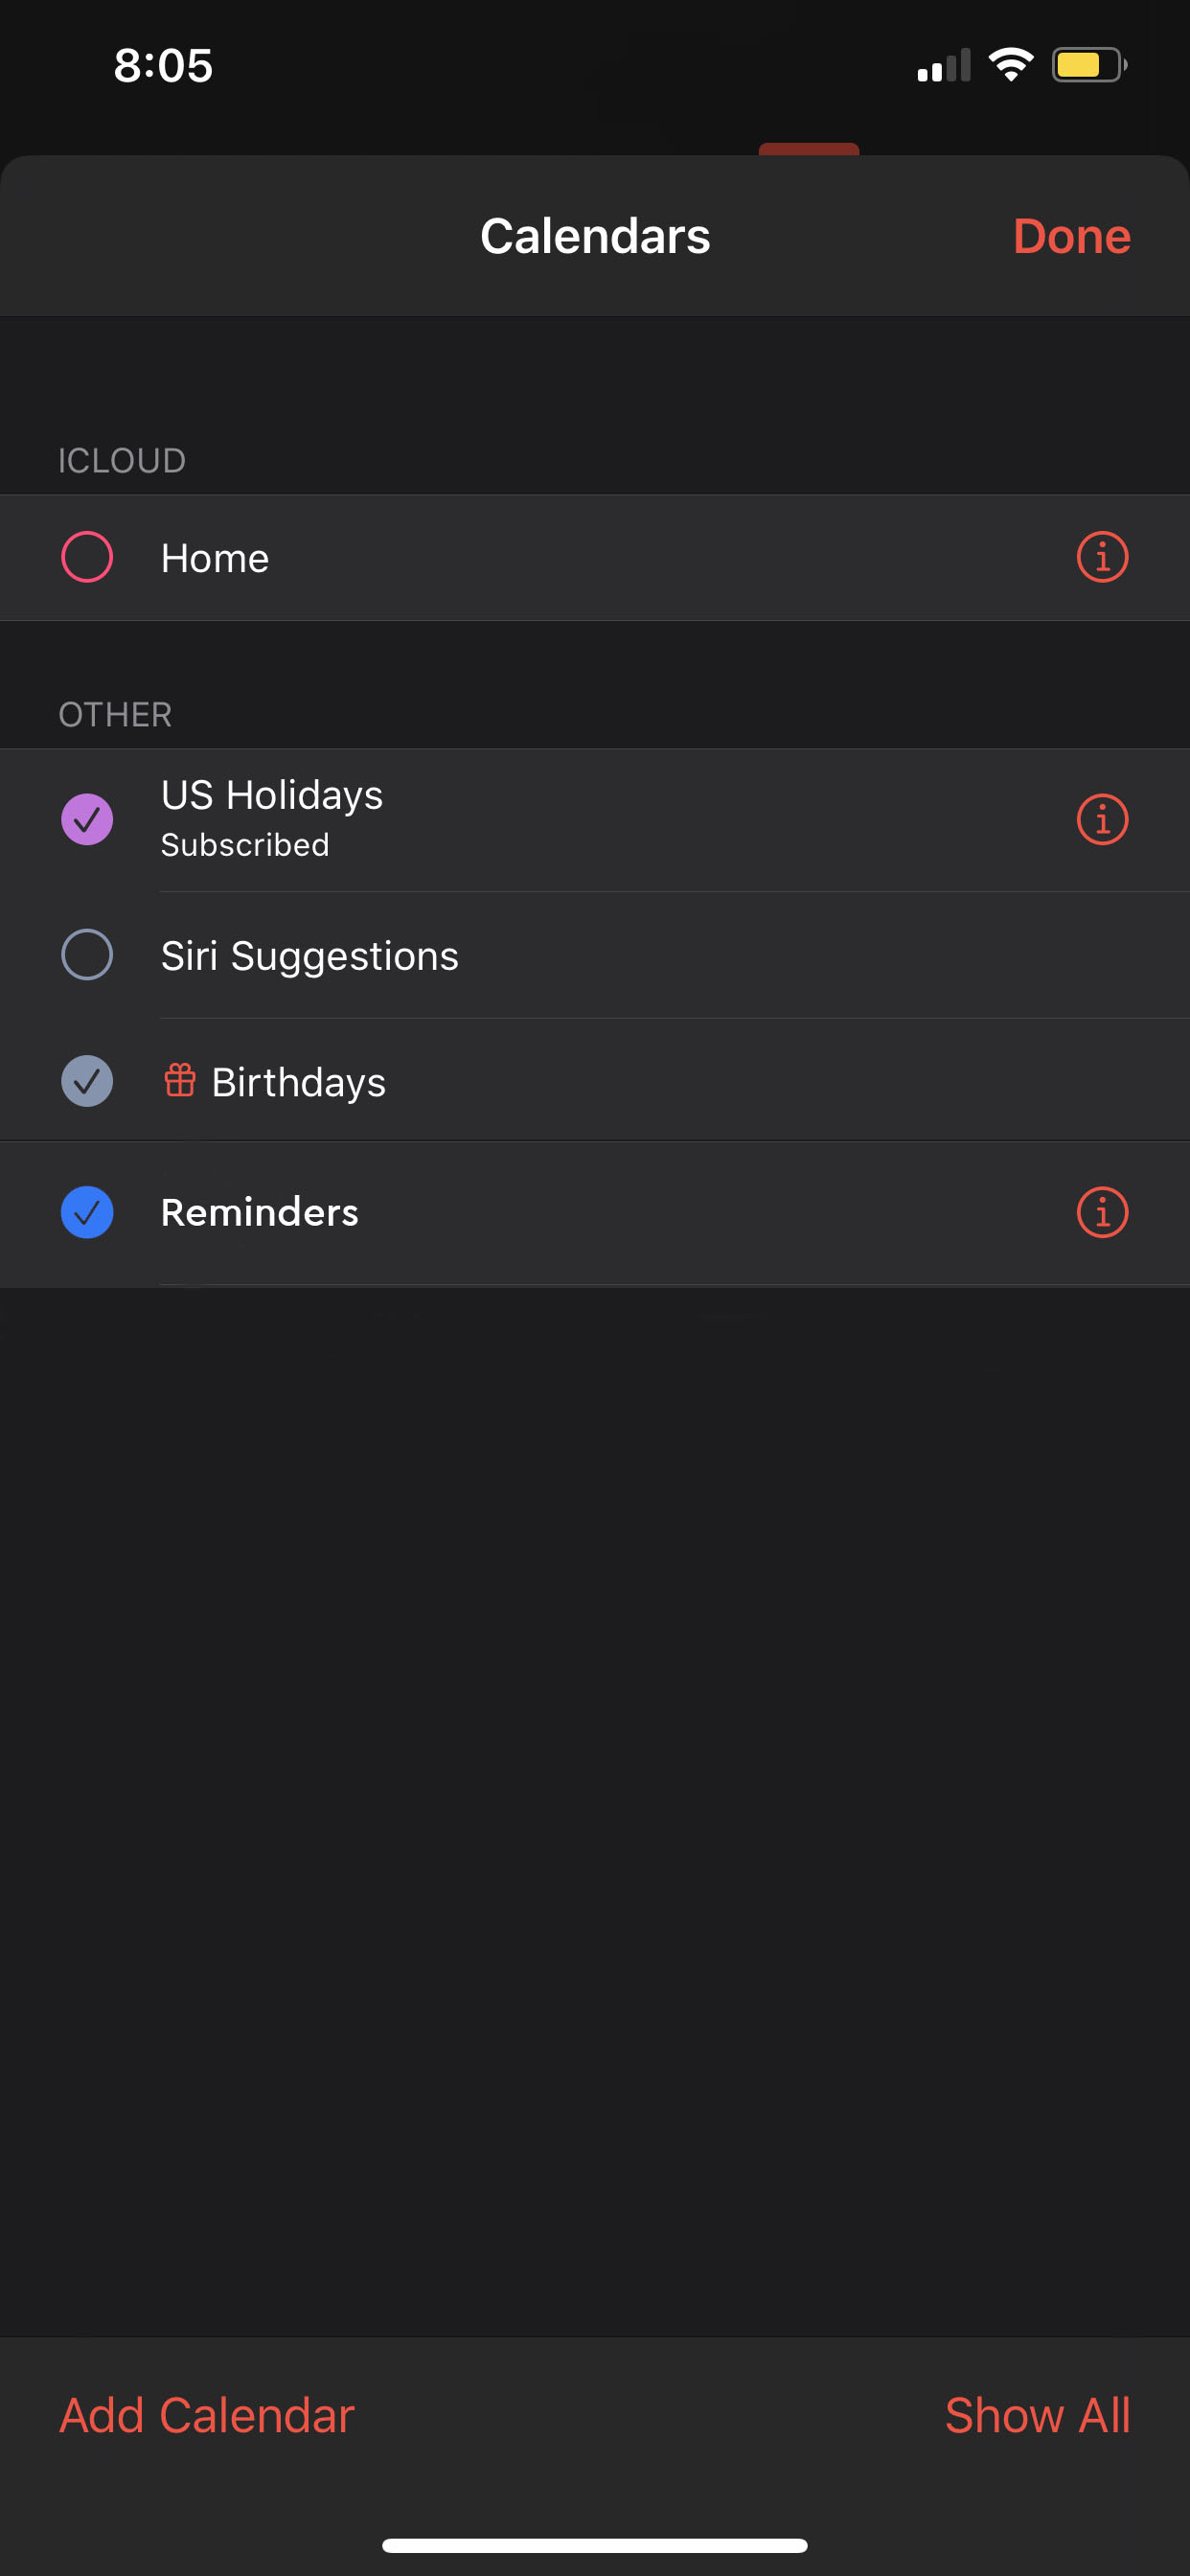 8:05
Calendars
Done
ICLOUD
Home
OTHER
US Holidays
Subscribed
Siri Suggestions
Birthdays
Reminders
Add Calendar
Show All